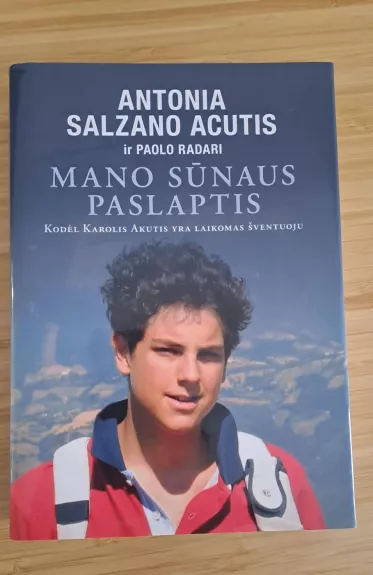 ANTONIA
SALZANO ACUTIS
ir PAOLO RADARI
MANO SŪNAUS
PASLAPTIS
Kodėl Karolis Akutis yra laikomas šventuoju